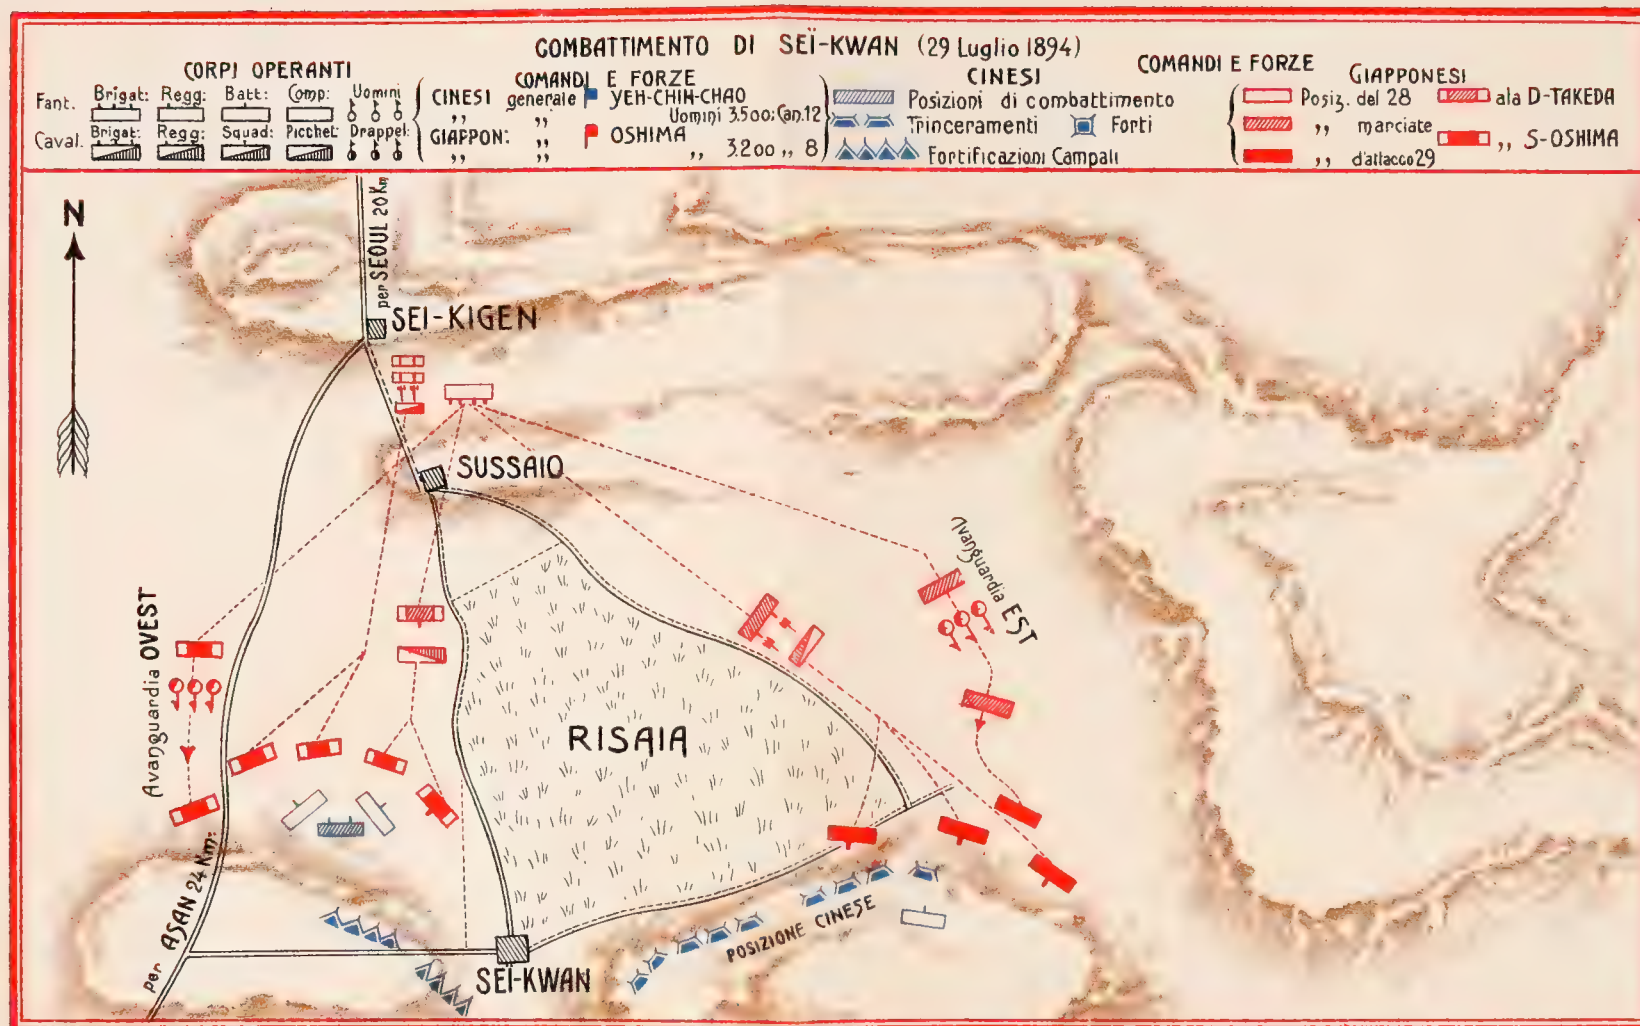 COMBATTIMENTO DI SEÏ-KWAN (29 Luglio 1894)
CORPI OPERANTI
Fant. Brigat: Regg: Batt: Comp: Uomini
Caval. Brigat: Regg: Squad: Picchet: Drappel:
COMANDI E FORZE
CINESI generale YEH-CHIH-CHAO
,, ,, Uomini 3.500; Can.12
GIAPPON: ,, OSHIMA
,, ,, ,, 3.200 ,, 8
CINESI
Posizioni di combattimento
Trinceramenti Forti
Fortificazioni Campali
COMANDI E FORZE GIAPPONESI
Posiz. del 28 ala D-TAKEDA
,, marciate
,, S-OSHIMA
,, d'attacco 29
N
per SEOUL 20 Km
SEI-KIGEN
SUSSAIO
Avanguardia EST
Avanguardia OVEST
RISAIA
per ASAN 24 Km.
POSIZIONE CINESE
SEÏ-KWAN